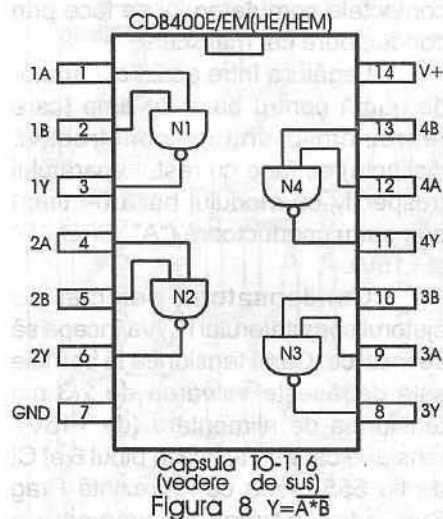 CDB400E/EM(HE/HEM)
1A 1 14 V+
1B 2 N1 13 4B
1Y 3 N4 12 4A
2A 4 11 4Y
2B 5 N2 10 3B
2Y 6 N3 9 3A
GND 7 8 3Y
Capsula TO-116
(vedere de sus)
Figura 8 Y=A*B